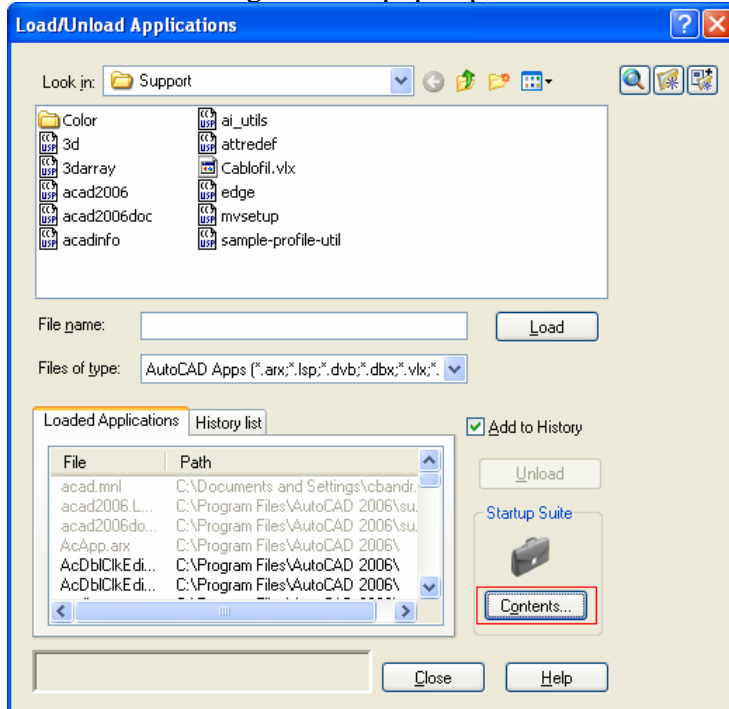 Load/Unload Applications
Look in: Support
Color
3d
3darray
acad2006
acad2006doc
acadinfo
ai_utils
attredef
Cablofil.vlx
edge
mvsetup
sample-profile-util
File name:
Load
Files of type: AutoCAD Apps (*.arx;*.lsp;*.dvb;*.dbx;*.vlx;*.
Loaded Applications History list
Add to History
File Path
acad.mnl C:\Documents and Settings\cbandr.
acad2006.L... C:\Program Files\AutoCAD 2006\su.
acad2006do... C:\Program Files\AutoCAD 2006\su.
AcApp.arx C:\Program Files\AutoCAD 2006\
AcDblClkEdi... C:\Program Files\AutoCAD 2006\
AcDblClkEdi... C:\Program Files\AutoCAD 2006\
Unload
Startup Suite
Contents...
Close Help